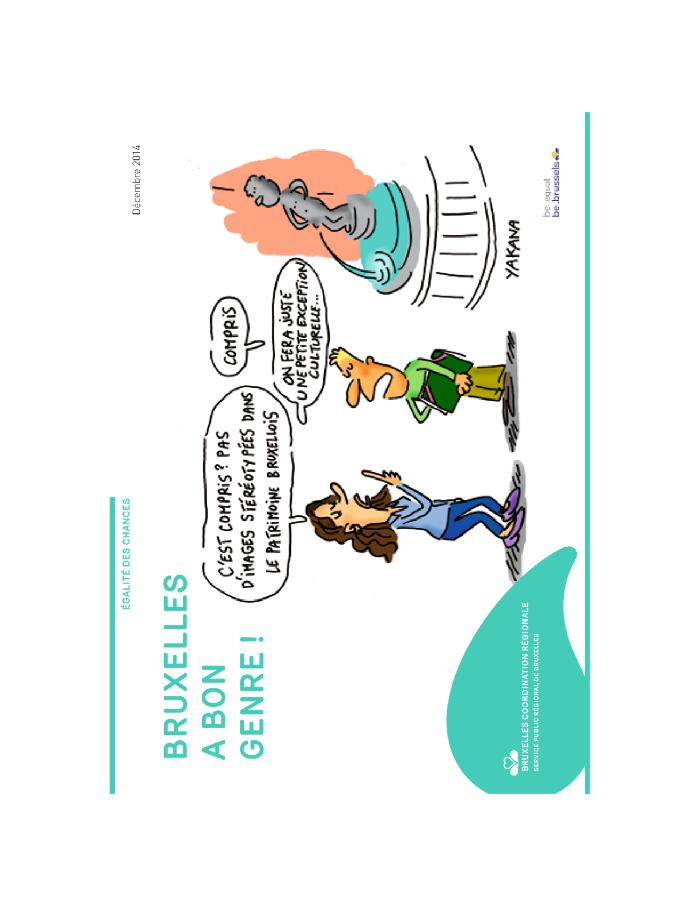 Décembre 2014
ÉGALITÉ DES CHANCES
BRUXELLES
A BON
GENRE !
C'EST COMPRIS ? PAS
D'IMAGES STÉRÉOTYPÉES DANS
LE PATRIMOINE BRUXELLOIS
COMPRIS
ON FERA JUSTE
UNE PETITE EXCEPTION
CULTURELLE...
YAKANA
BRUXELLES COORDINATION RÉGIONALE
SERVICE PUBLIC RÉGIONAL DE BRUXELLES
be equal
be.brussels